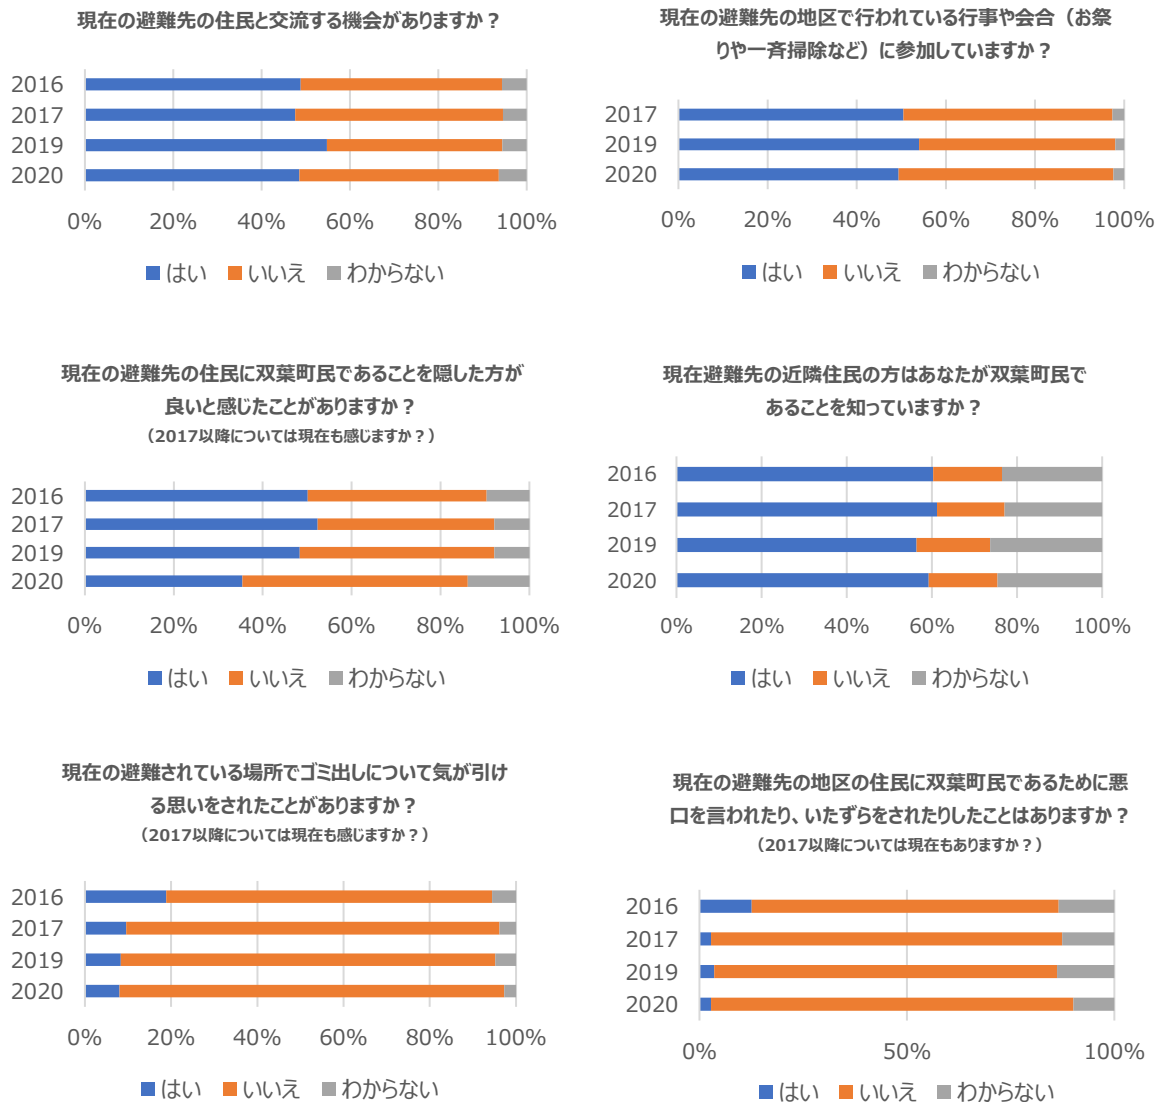 現在の避難先の住民と交流する機会がありますか？
2016
2017
2019
2020
0% 20% 40% 60% 80% 100%
はい いいえ わからない
現在の避難先の地区で行われている行事や会合（お祭
りや一斉掃除など）に参加していますか？
2017
2019
2020
0% 20% 40% 60% 80% 100%
はい いいえ わからない
現在の避難先の住民に双葉町民であることを隠した方が
良いと感じたことがありますか？
（2017以降については現在も感じますか？）
2016
2017
2019
2020
0% 20% 40% 60% 80% 100%
はい いいえ わからない
現在避難先の近隣住民の方はあなたが双葉町民で
あることを知っていますか？
2016
2017
2019
2020
0% 20% 40% 60% 80% 100%
はい いいえ わからない
現在の避難されている場所でゴミ出しについて気が引け
る思いをされたことがありますか？
（2017以降については現在も感じますか？）
2016
2017
2019
2020
0% 20% 40% 60% 80% 100%
はい いいえ わからない
現在の避難先の地区の住民に双葉町民であるために悪
口を言われたり、いたずらをされたりしたことはありますか？
（2017以降については現在もありますか？）
2016
2017
2019
2020
0% 50% 100%
はい いいえ わからない